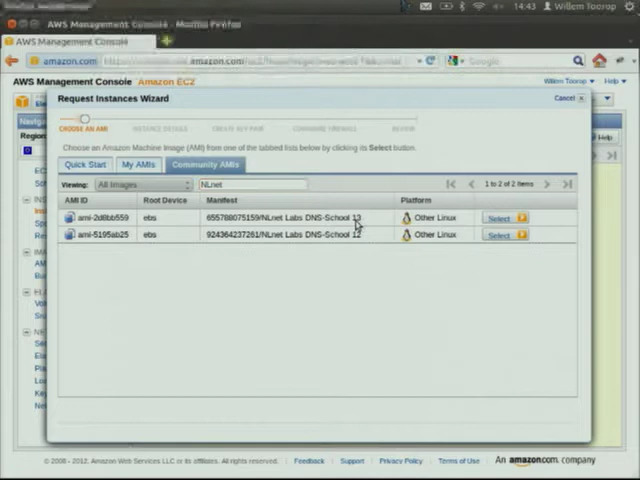 14:43 Willem Toorop
AWS Management Console - Mozilla Firefox
AWS Management Console
amazon.com
Google
AWS Management Console Amazon EC2 Willem Toorop Help
Request Instances Wizard Cancel
CHOOSE AN AMI INSTANCE DETAILS CREATE KEY PAIR CONFIGURE FIREWALL REVIEW
Choose an Amazon Machine Image (AMI) from one of the tabbed lists below by clicking its Select button.
Quick Start My AMIs Community AMIs
Viewing: All Images NLnet 1 to 2 of 2 Items
AMI ID Root Device Manifest Platform
ami-2d8bb559 ebs 655788075159/NLnet Labs DNS-School 13 Other Linux Select
ami-5195ab25 ebs 924364237261/NLnet Labs DNS-School 12 Other Linux Select
Region:
Help
© 2008 - 2012, Amazon Web Services LLC or its affiliates. All rights reserved. Feedback Support Privacy Policy Terms of Use An amazon.com. company